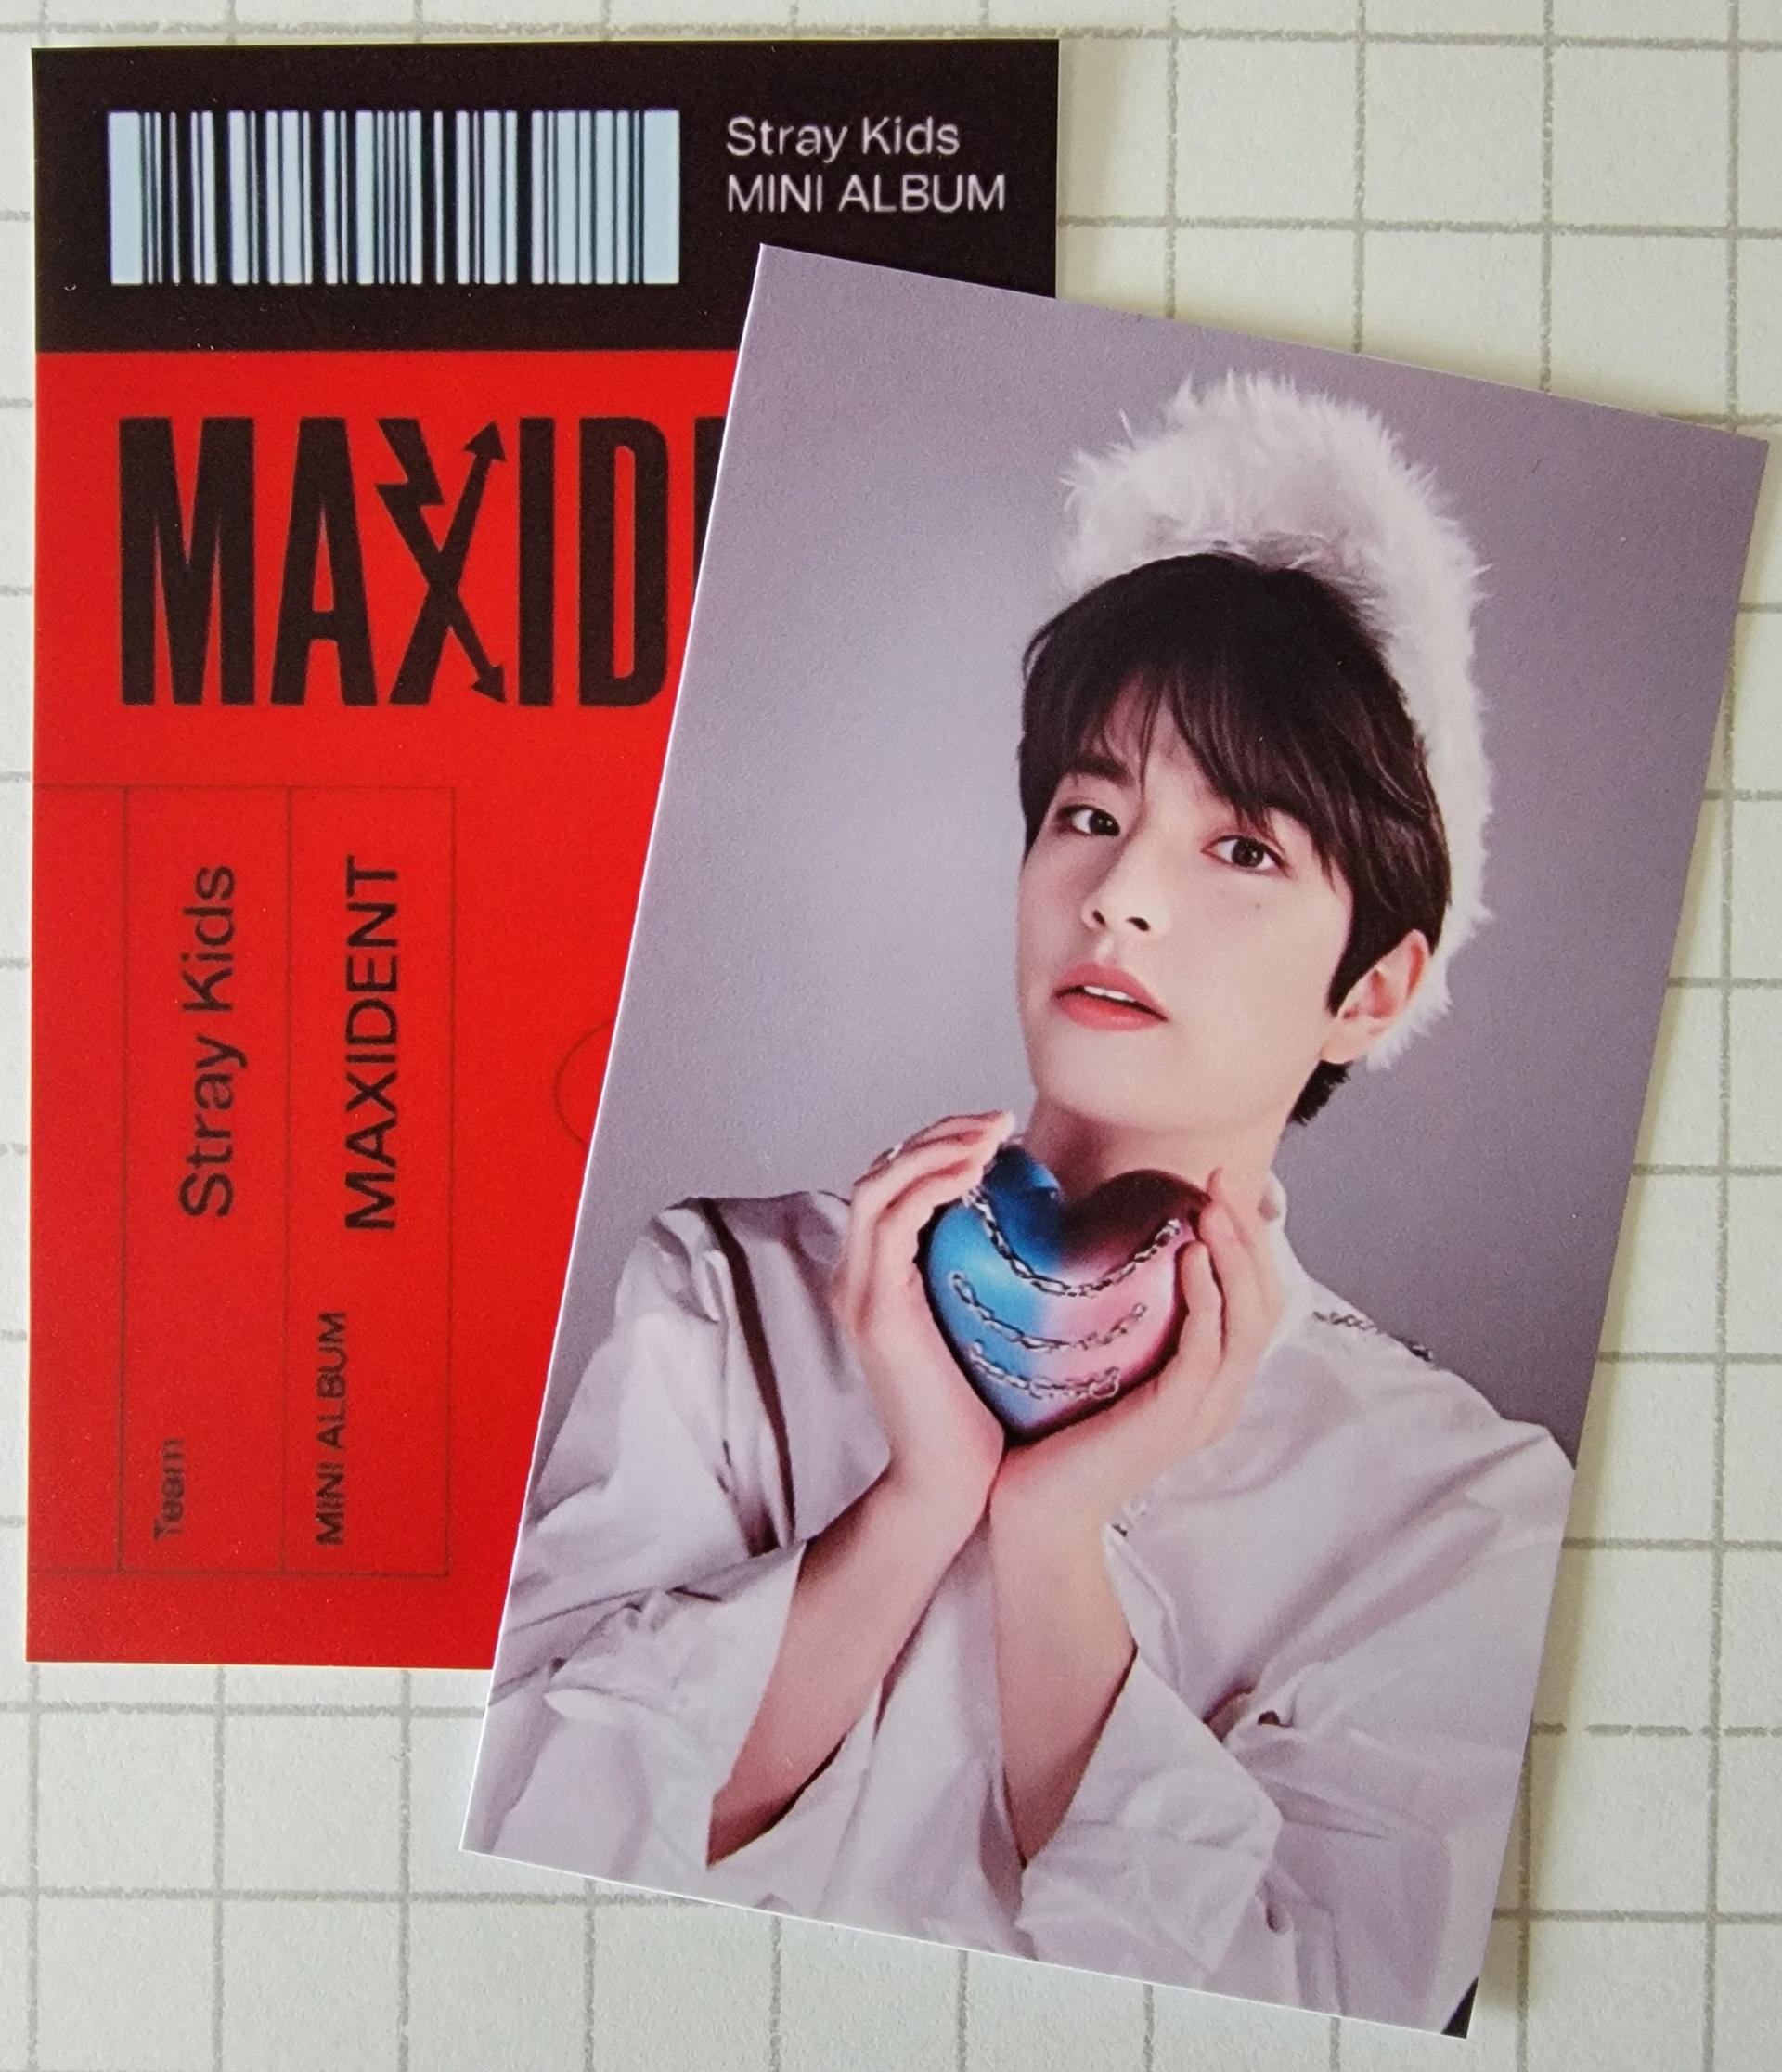 Stray Kids
MINI ALBUM
MAXID
Team Stray Kids
MINI ALBUM MAXIDENT